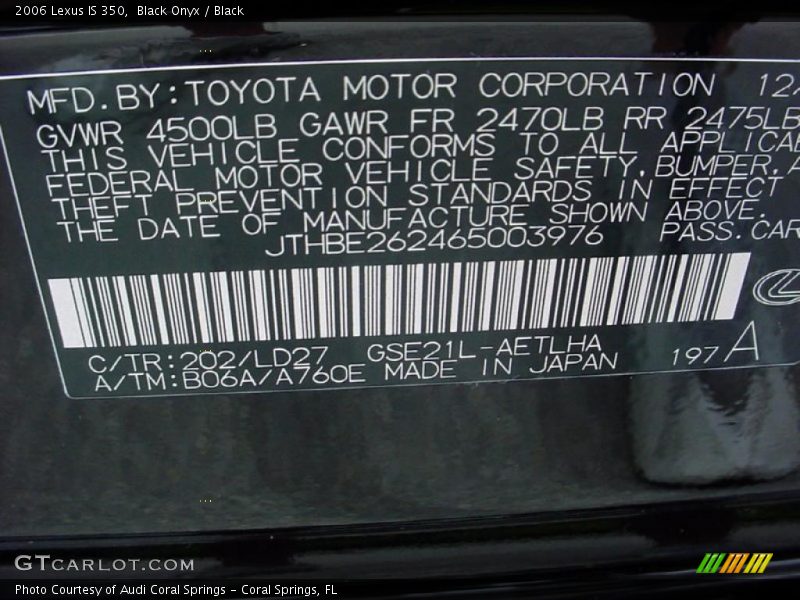 2006 Lexus IS 350,  Black Onyx / Black
MFD.BY:TOYOTA MOTOR CORPORATION 12/
GVWR 4500LB GAWR FR 2470LB RR 2475LB
THIS VEHICLE CONFORMS TO ALL APPLICAB
FEDERAL MOTOR VEHICLE SAFETY,BUMPER,A
THEFT PREVENTION STANDARDS IN EFFECT
THE DATE OF MANUFACTURE SHOWN ABOVE.
JTHBE262465003976 PASS.CAR
C/TR:202/LD27 GSE21L-AETLHA
A/TM:B06A/A760E MADE IN JAPAN 197A
GTCARLOT.COM
Photo Courtesy of Audi Coral Springs - Coral Springs, FL